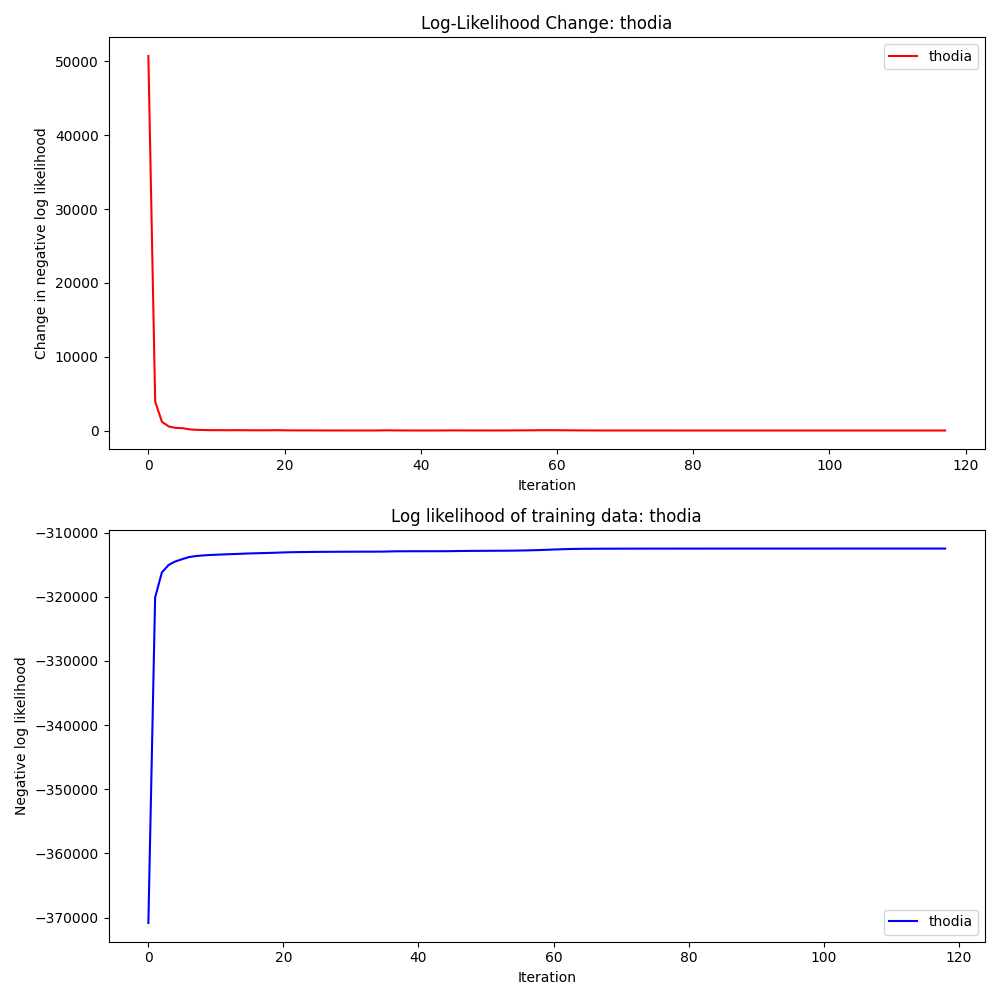 Log-Likelihood Change: thodia
thodia
Change in negative log likelihood
50000
40000
30000
20000
10000
0
0 20 40 60 80 100 120
Iteration
Log likelihood of training data: thodia
Negative log likelihood
−310000
−320000
−330000
−340000
−350000
−360000
−370000
thodia
0 20 40 60 80 100 120
Iteration